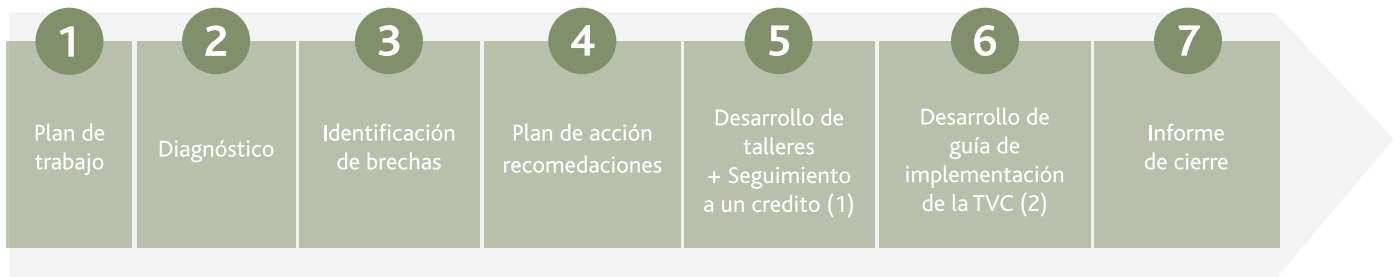 1
Plan de
trabajo
2
Diagnóstico
3
Identificación
de brechas
4
Plan de acción
recomedaciones
5
Desarrollo de
talleres
+ Seguimiento
a un credito (1)
6
Desarrollo de
guía de
implementación
de la TVC (2)
7
Informe
de cierre